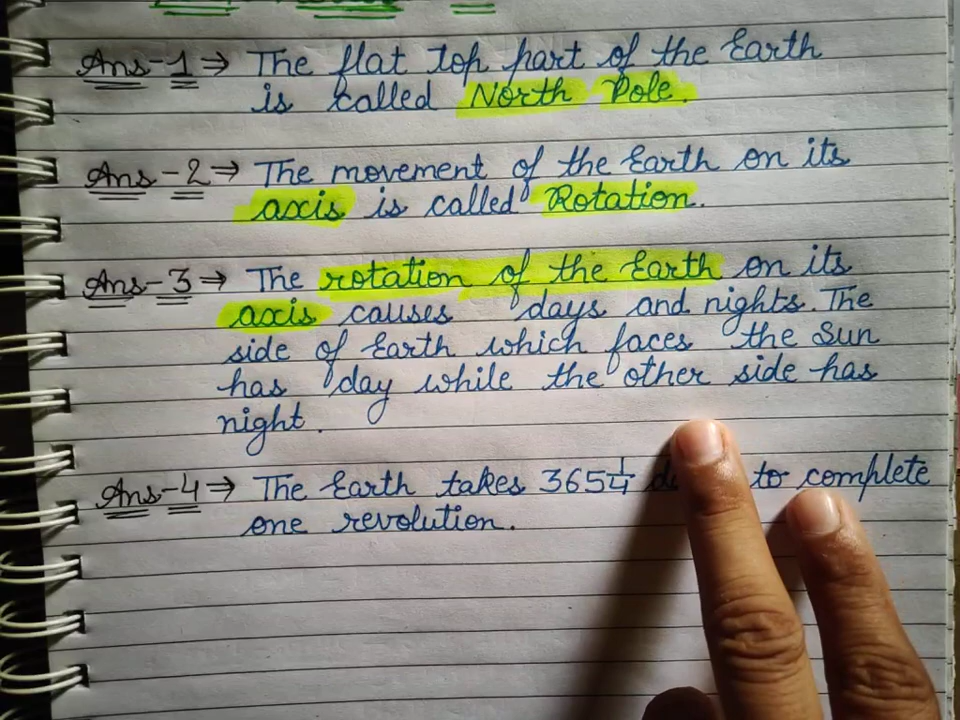 Ans-1 ⇒ The flat top part of the Earth
is called North Pole.
Ans-2 ⇒ The movement of the Earth on its
axis is called Rotation.
Ans-3 ⇒ The rotation of the Earth on its
axis causes days and nights. The
side of Earth which faces the Sun
has day while the other side has
night.
Ans-4 ⇒ The Earth takes 365 1/4 to complete
one revolution.